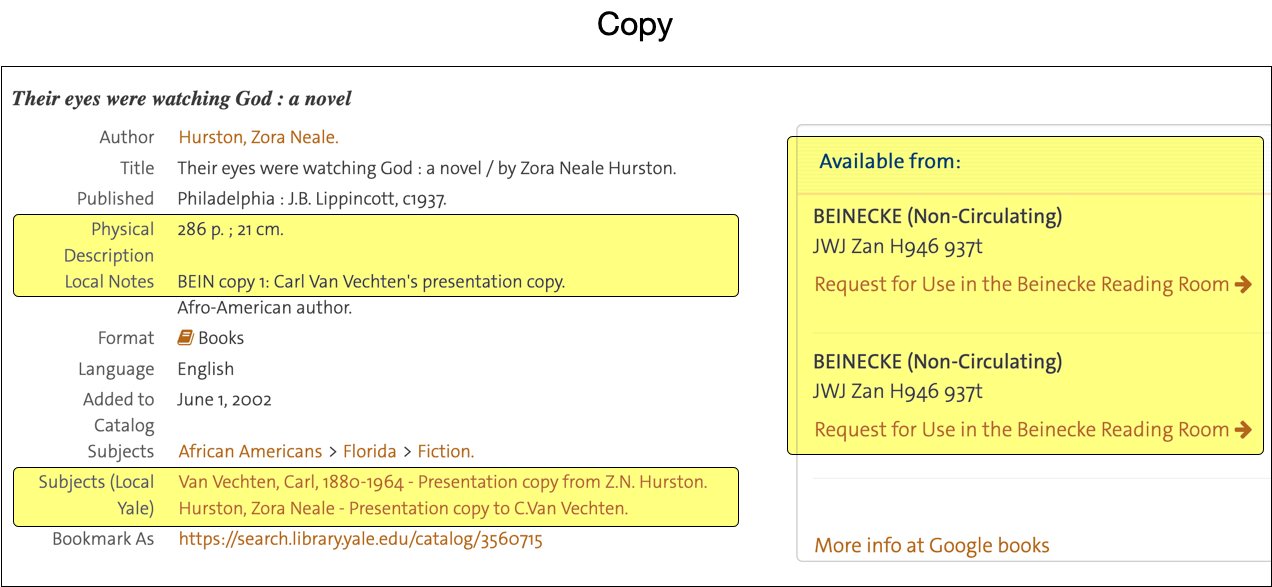 Copy
Their eyes were watching God : a novel
Author Hurston, Zora Neale.
Title Their eyes were watching God : a novel / by Zora Neale Hurston.
Published Philadelphia : J.B. Lippincott, c1937.
Physical 286 p. ; 21 cm.
Description
Local Notes BEIN copy 1: Carl Van Vechten's presentation copy.
Afro-American author.
Format Books
Language English
Added to June 1, 2002
Catalog
Subjects African Americans > Florida > Fiction.
Subjects (Local Van Vechten, Carl, 1880-1964 - Presentation copy from Z.N. Hurston.
Yale) Hurston, Zora Neale - Presentation copy to C.Van Vechten.
Bookmark As https://search.library.yale.edu/catalog/3560715
Available from:
BEINECKE (Non-Circulating)
JWJ Zan H946 937t
Request for Use in the Beinecke Reading Room
BEINECKE (Non-Circulating)
JWJ Zan H946 937t
Request for Use in the Beinecke Reading Room
More info at Google books